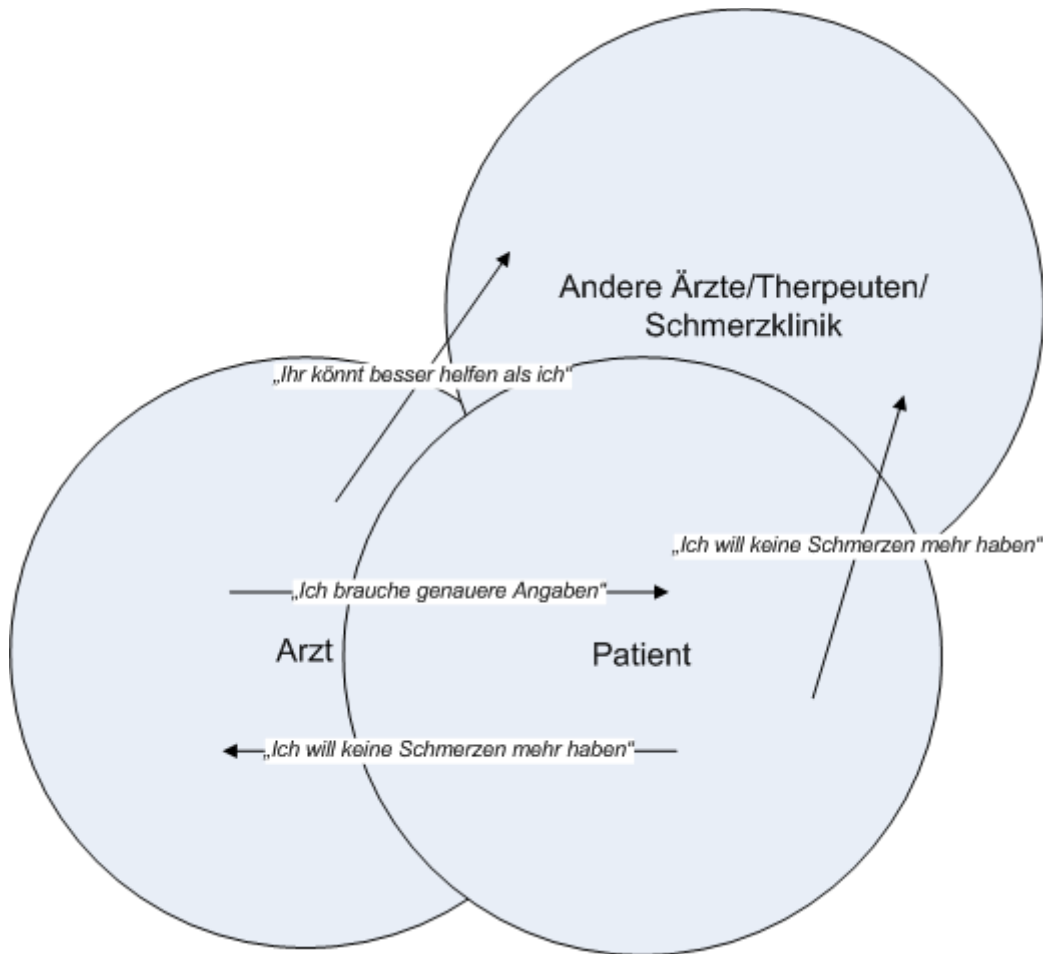 Andere Ärzte/Therpeuten/
Schmerzklinik
„Ihr könnt besser helfen als ich“
„Ich will keine Schmerzen mehr haben“
„Ich brauche genauere Angaben“
Arzt
Patient
„Ich will keine Schmerzen mehr haben“